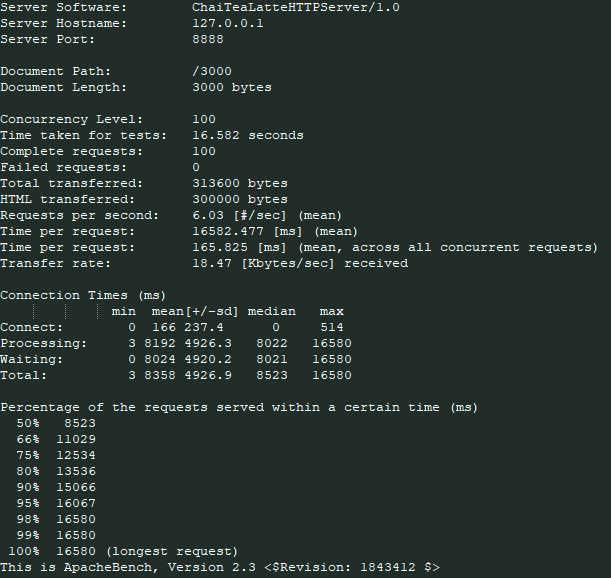 Server Software:        ChaiTeaLatteHTTPServer/1.0
Server Hostname:        127.0.0.1
Server Port:            8888

Document Path:          /3000
Document Length:        3000 bytes

Concurrency Level:      100
Time taken for tests:   16.582 seconds
Complete requests:      100
Failed requests:        0
Total transferred:      313600 bytes
HTML transferred:       300000 bytes
Requests per second:    6.03 [#/sec] (mean)
Time per request:       16582.477 [ms] (mean)
Time per request:       165.825 [ms] (mean, across all concurrent requests)
Transfer rate:          18.47 [Kbytes/sec] received

Connection Times (ms)
              min  mean[+/-sd] median   max
Connect:        0  166 237.4      0     514
Processing:     3 8192 4926.3   8022   16580
Waiting:        0 8024 4920.2   8021   16580
Total:          3 8358 4926.9   8523   16580

Percentage of the requests served within a certain time (ms)
  50%   8523
  66%  11029
  75%  12534
  80%  13536
  90%  15066
  95%  16067
  98%  16580
  99%  16580
 100%  16580 (longest request)
This is ApacheBench, Version 2.3 <$Revision: 1843412 $>